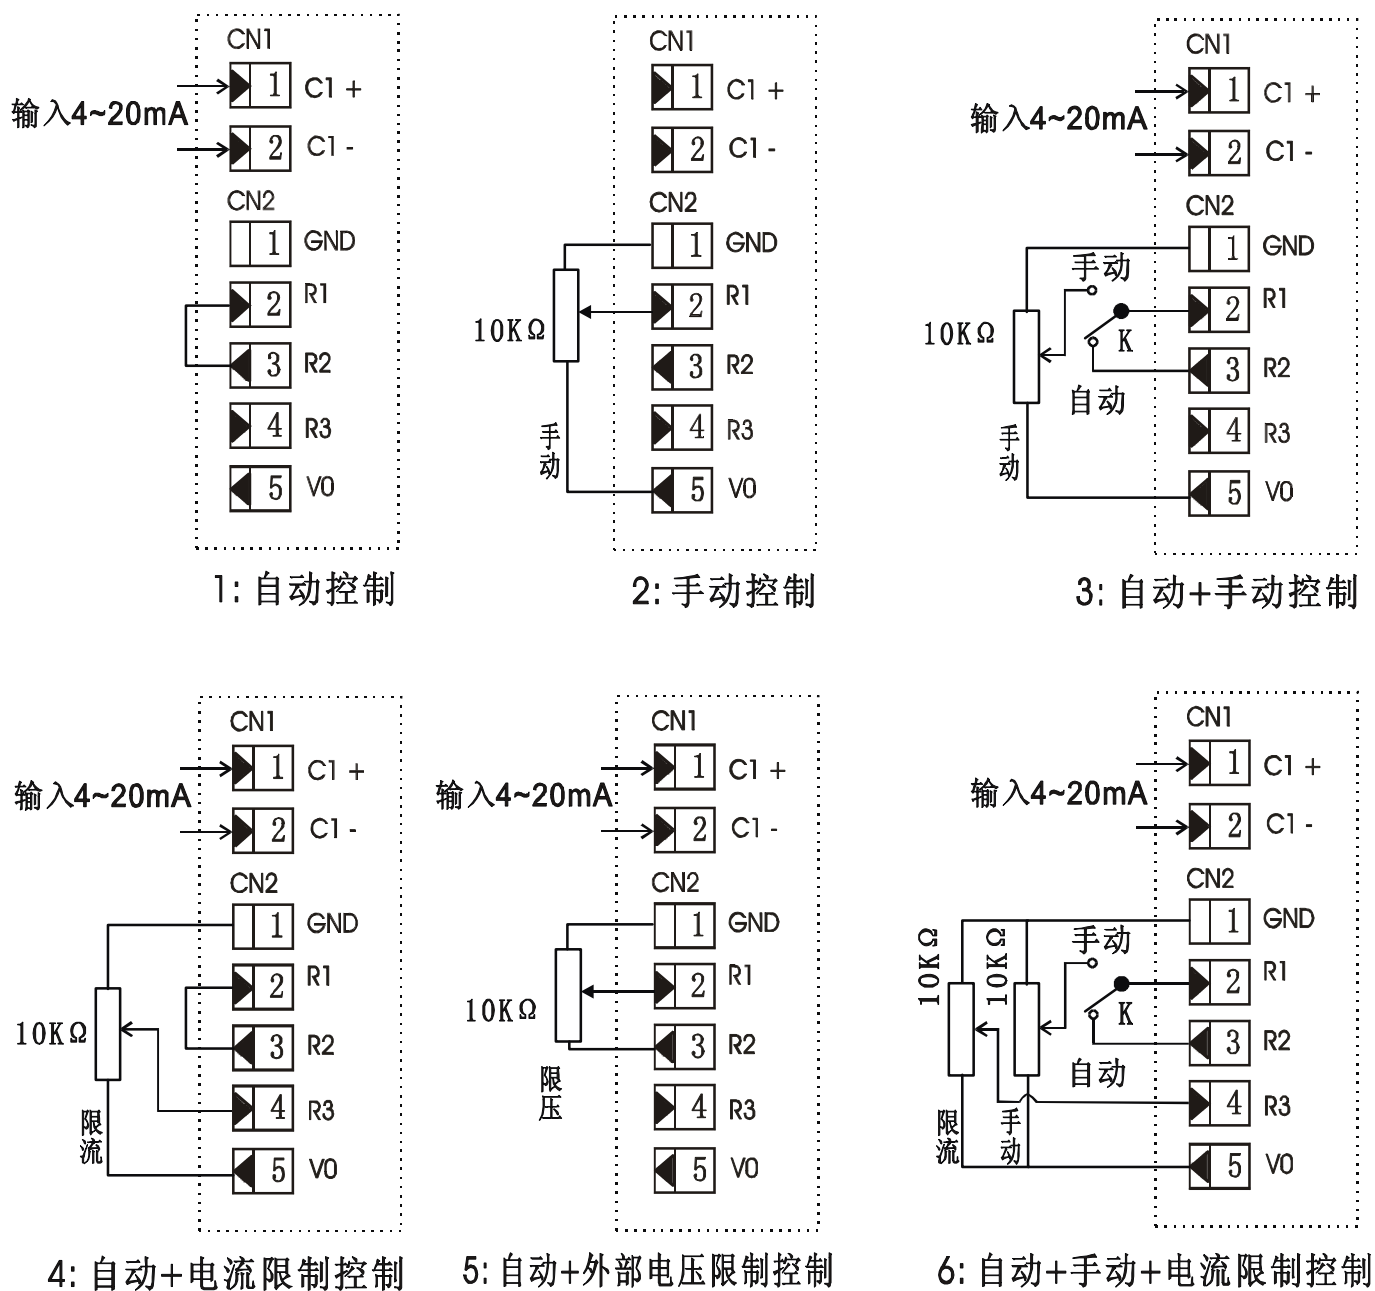 CN1
1 C1 +
输入4~20mA
2 C1 -
CN2
1 GND
2 R1
3 R2
4 R3
5 V0
1: 自动控制
CN1
1 C1 +
2 C1 -
CN2
1 GND
2 R1
10KΩ
3 R2
4 R3
手动
5 V0
2: 手动控制
CN1
1 C1 +
输入4~20mA
2 C1 -
CN2
1 GND
手动
2 R1
10KΩ
K
3 R2
自动
4 R3
手动
5 V0
3: 自动+手动控制
CN1
1 C1 +
输入4~20mA
2 C1 -
CN2
1 GND
2 R1
10KΩ
3 R2
4 R3
限流
5 V0
4: 自动+电流限制控制
CN1
1 C1 +
输入4~20mA
2 C1 -
CN2
1 GND
2 R1
10KΩ
3 R2
限压
4 R3
5 V0
5: 自动+外部电压限制控制
CN1
1 C1 +
输入4~20mA
2 C1 -
CN2
1 GND
10KΩ
10KΩ
手动
2 R1
K
3 R2
自动
4 R3
限流
手动
5 V0
6: 自动+手动+电流限制控制